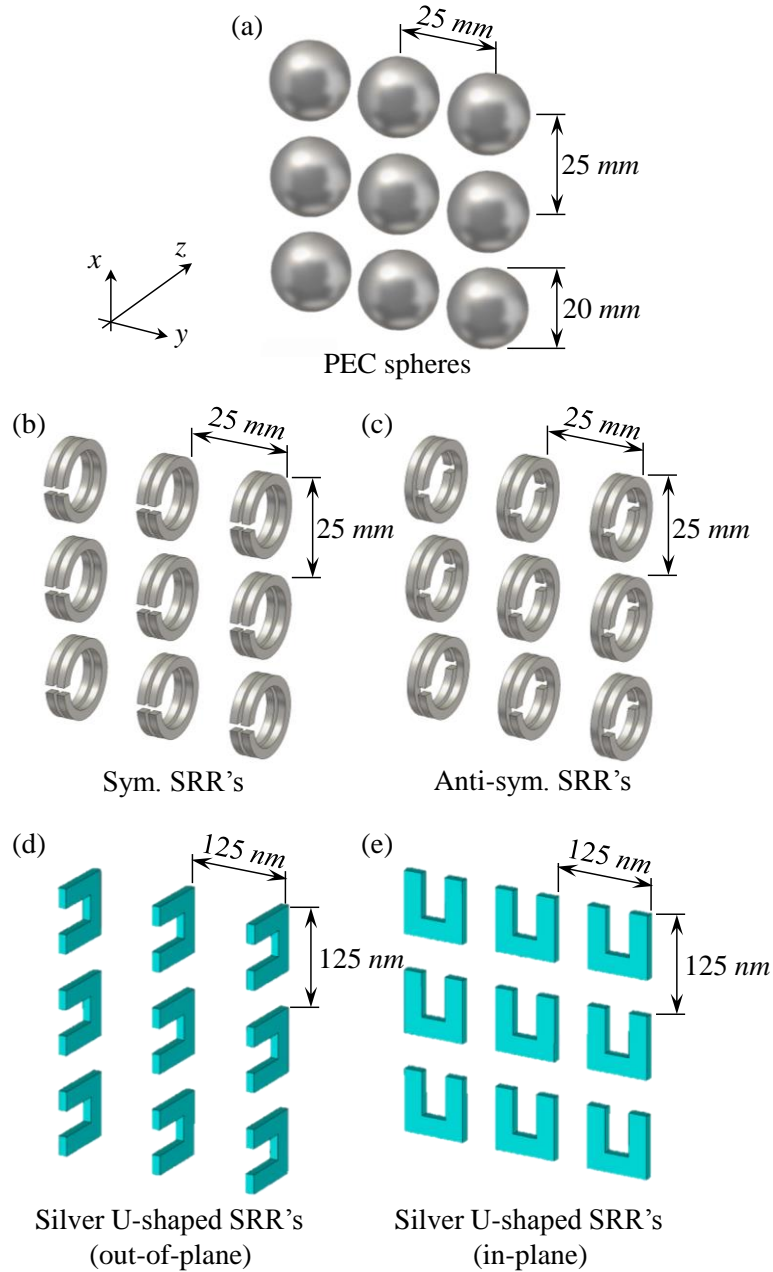 (a)
25 mm
25 mm
20 mm
x
z
y
PEC spheres
(b)
25 mm
25 mm
Sym. SRR's
(c)
25 mm
25 mm
Anti-sym. SRR's
(d)
125 nm
125 nm
Silver U-shaped SRR's
(out-of-plane)
(e)
125 nm
125 nm
Silver U-shaped SRR's
(in-plane)